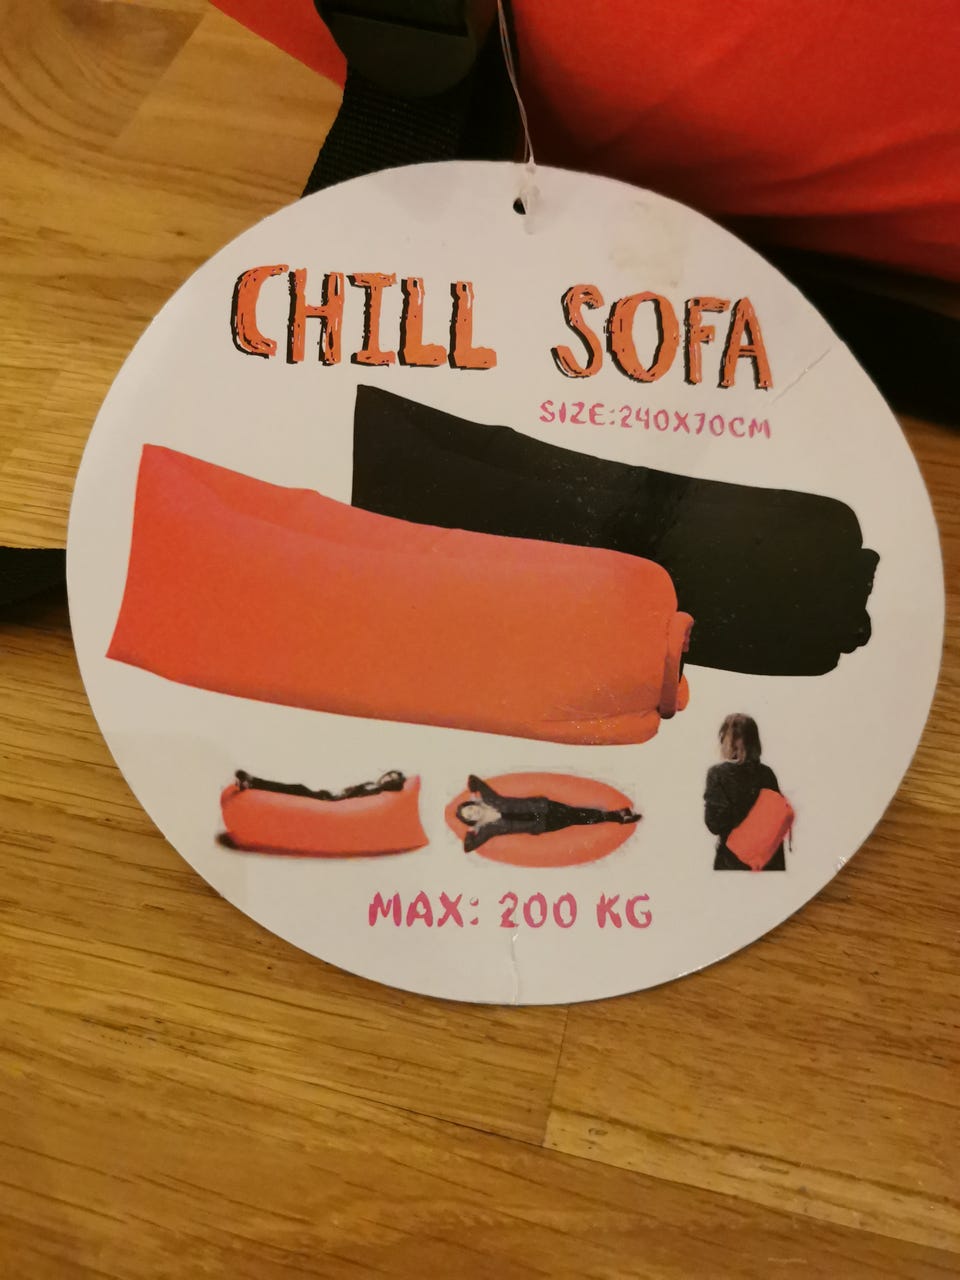 CHILL SOFA
SIZE:240X70CM
MAX: 200 KG